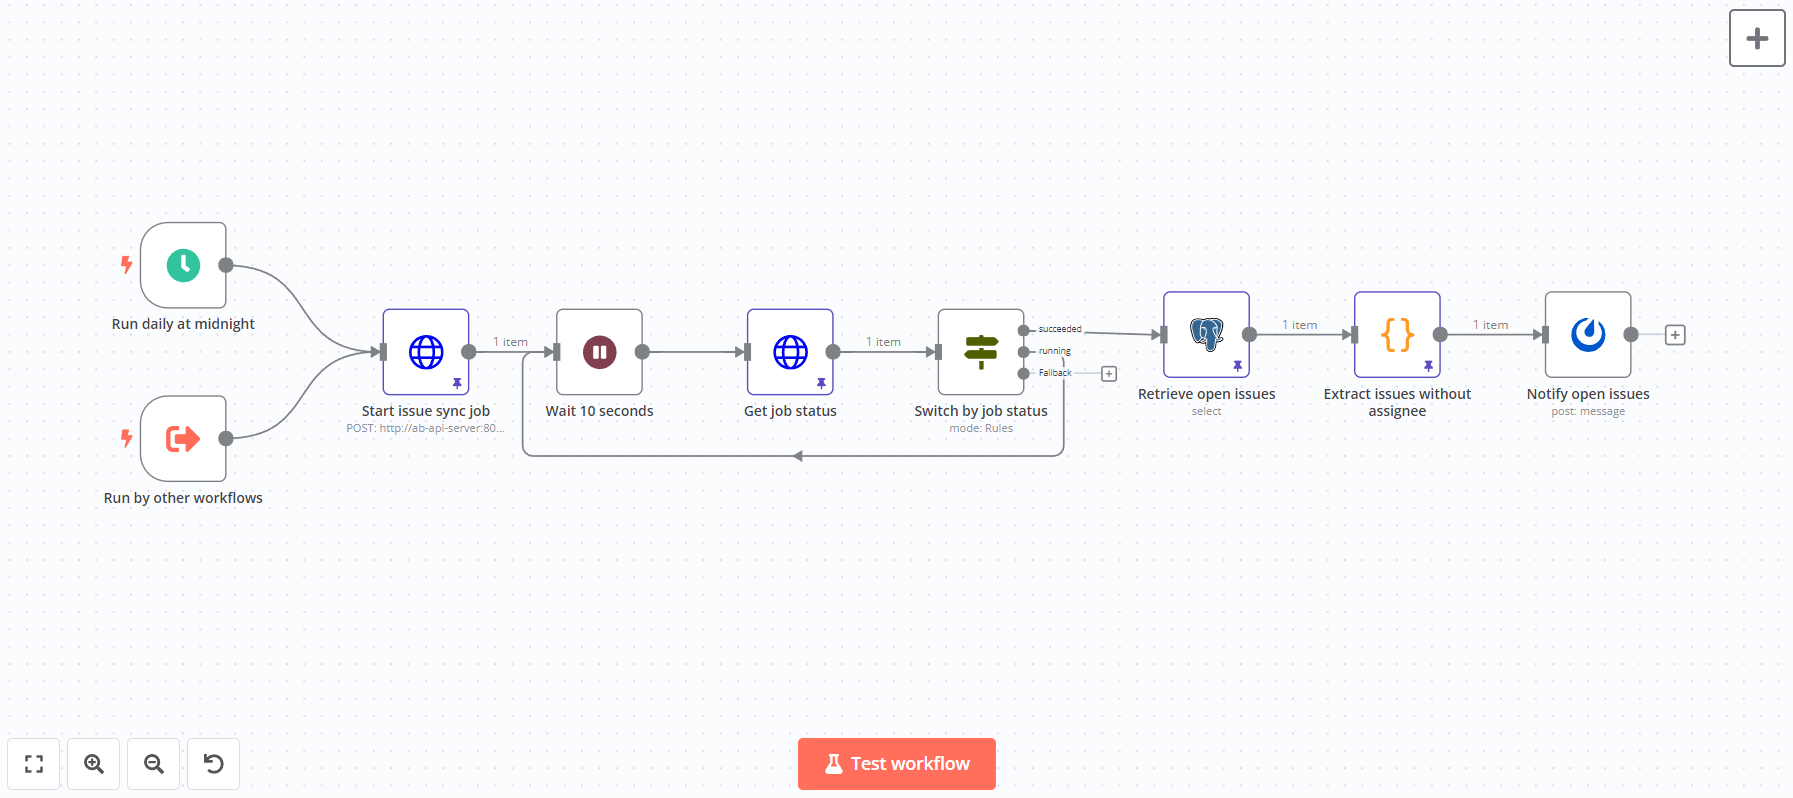 Run daily at midnight
Run by other workflows
Start issue sync job
POST: http://ab-api-server:80...
1 item
Wait 10 seconds
Get job status
1 item
Switch by job status
mode: Rules
succeeded
running
Fallback
Retrieve open issues
select
1 item
Extract issues without
assignee
1 item
Notify open issues
post: message
Test workflow